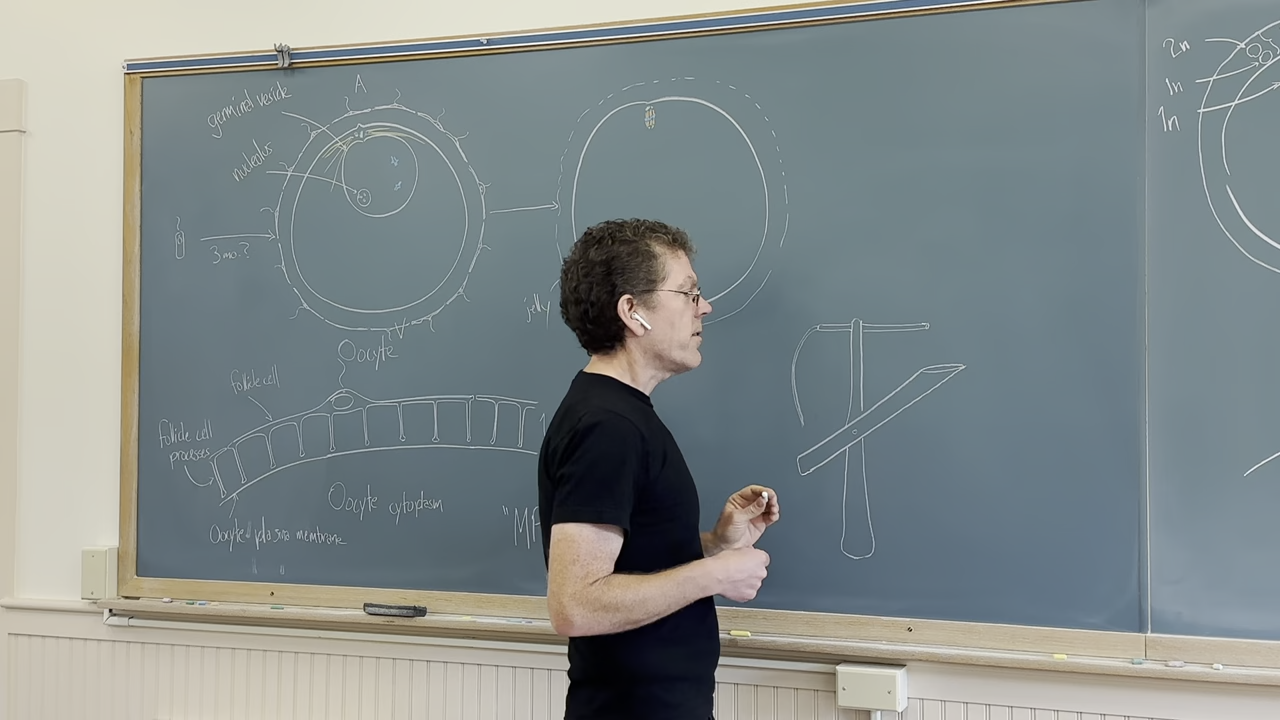 A
germinal vesicle
nucleolus
3 mo.?
V
Oocyte
jelly
follicle cell
follicle cell
processes
Oocyte cytoplasm
Oocyte plasma membrane
"MP
2n
1n
1n